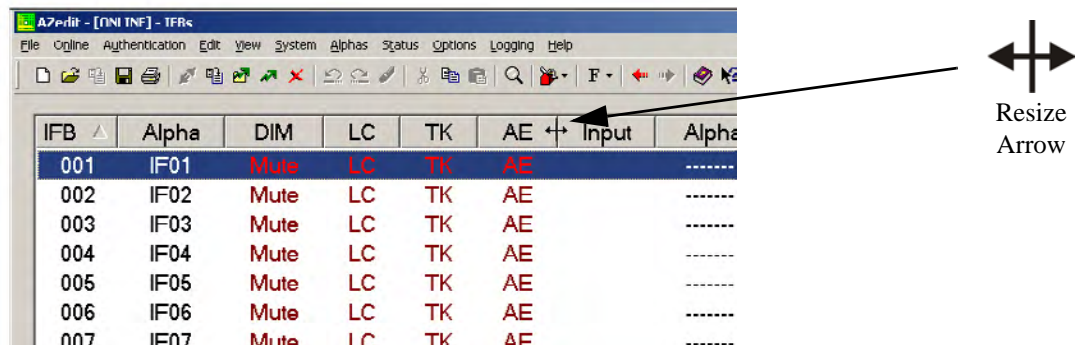 AZedit - [ONLINE] - IFBs
File Online Authentication Edit View System Alphas Status Options Logging Help
F
IFB Alpha DIM LC TK AE Input Alpha
001 IF01 Mute LC TK AE -------
002 IF02 Mute LC TK AE -------
003 IF03 Mute LC TK AE -------
004 IF04 Mute LC TK AE -------
005 IF05 Mute LC TK AE -------
006 IF06 Mute LC TK AE -------
007 IF07 Mute LC TK AE -------
Resize
Arrow